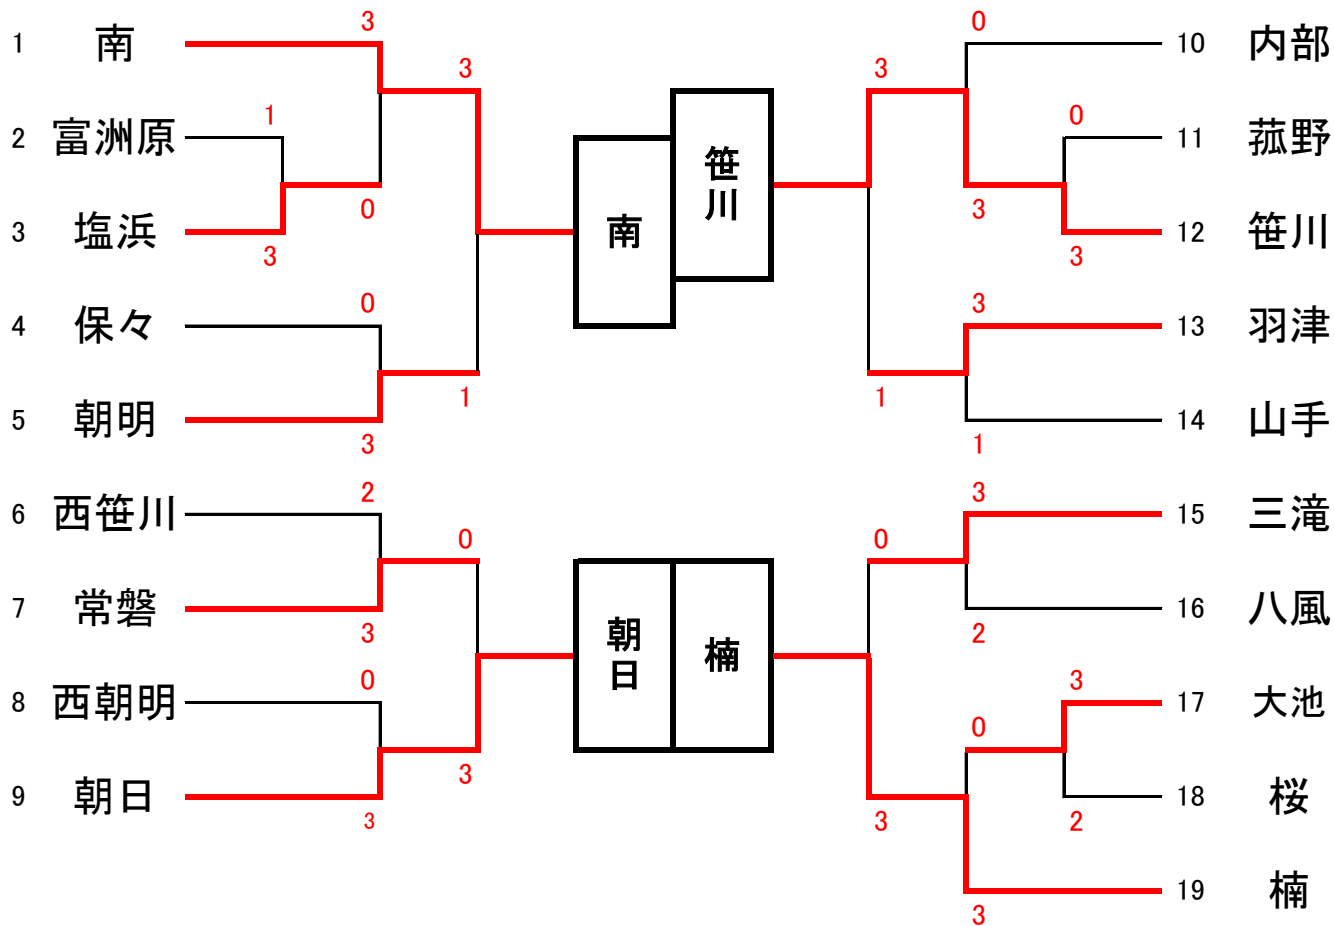 3
0
1 南
10 内部
3
3
1
0
2 富洲原
11 菰野
笹川
0
3
3 塩浜
南
12 笹川
3
3
0
3
4 保々
13 羽津
1
1
5 朝明
14 山手
3
1
2
3
6 西笹川
15 三滝
0
0
7 常磐
16 八風
3
2
朝日
楠
0
3
8 西朝明
17 大池
0
3
9 朝日
18 桜
3
3
2
19 楠
3